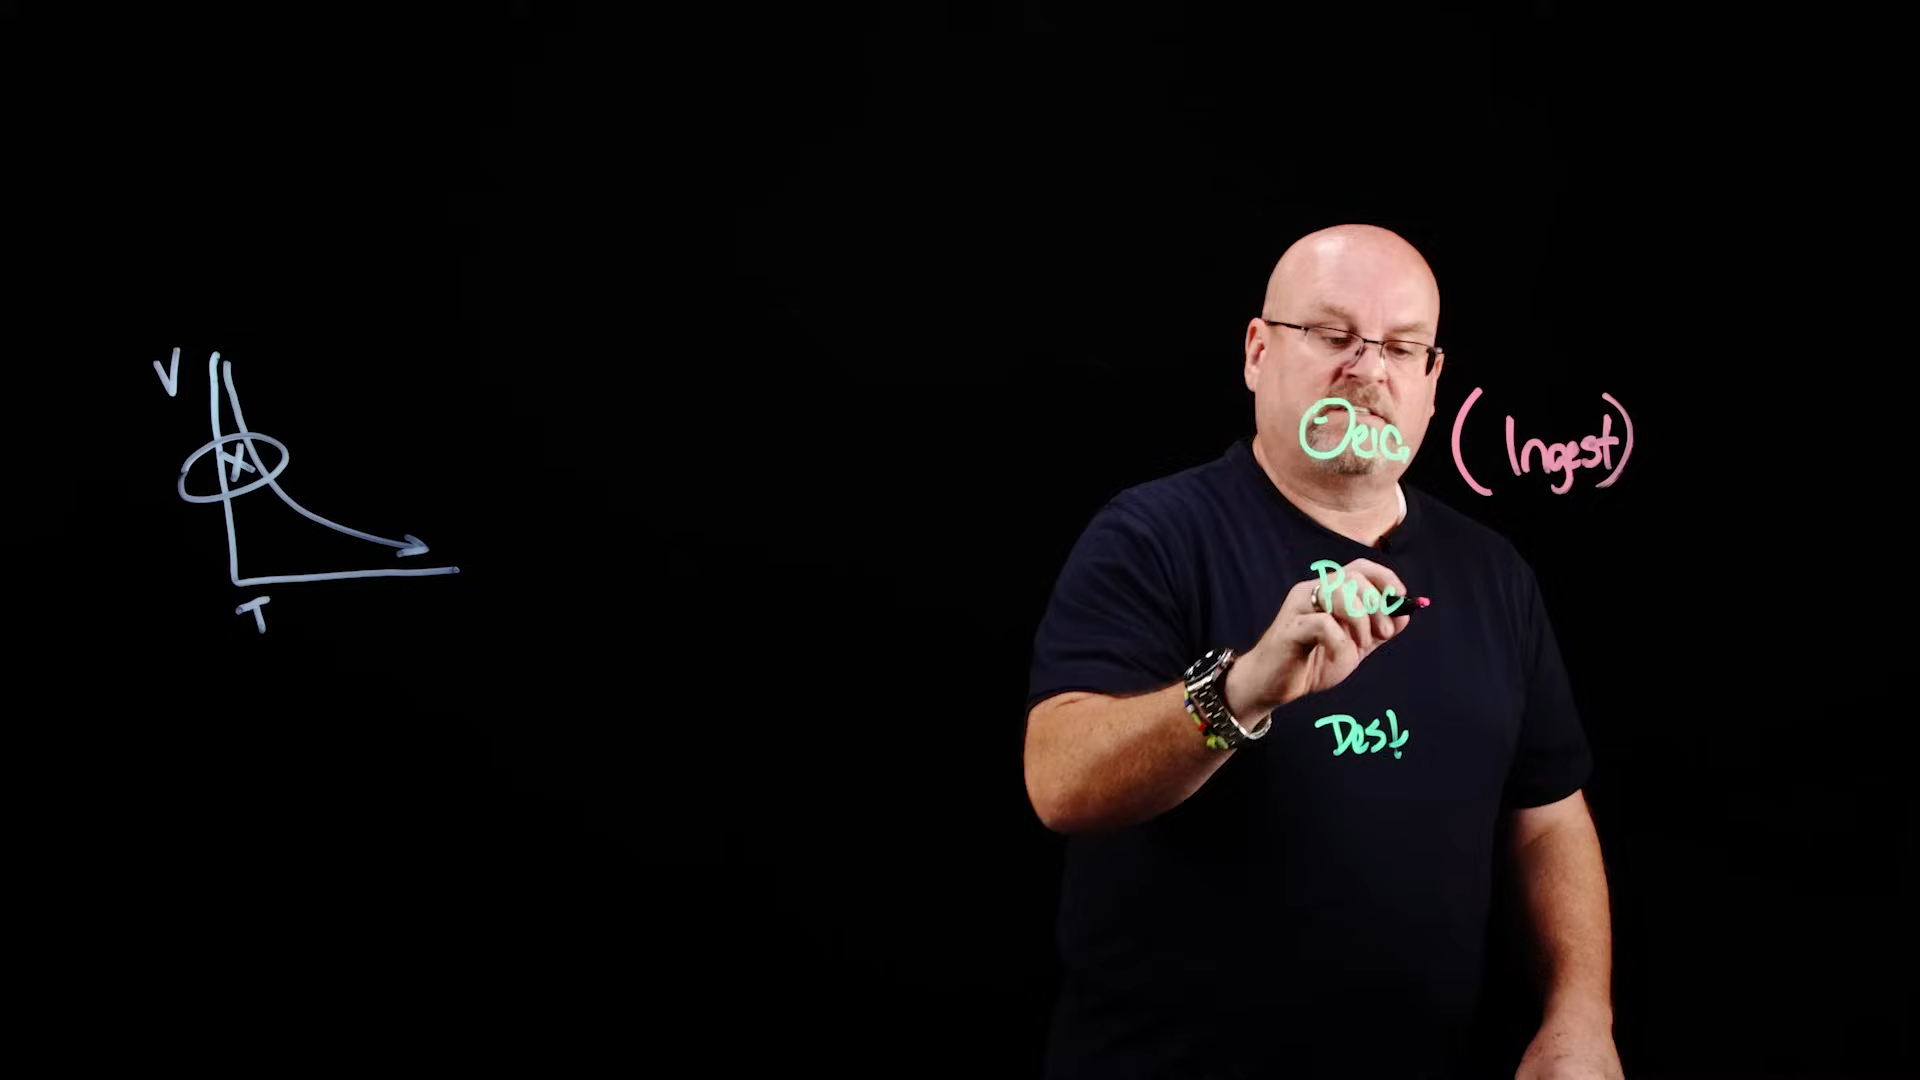 V
X
T
Orig (Ingest)
Proc
Dest